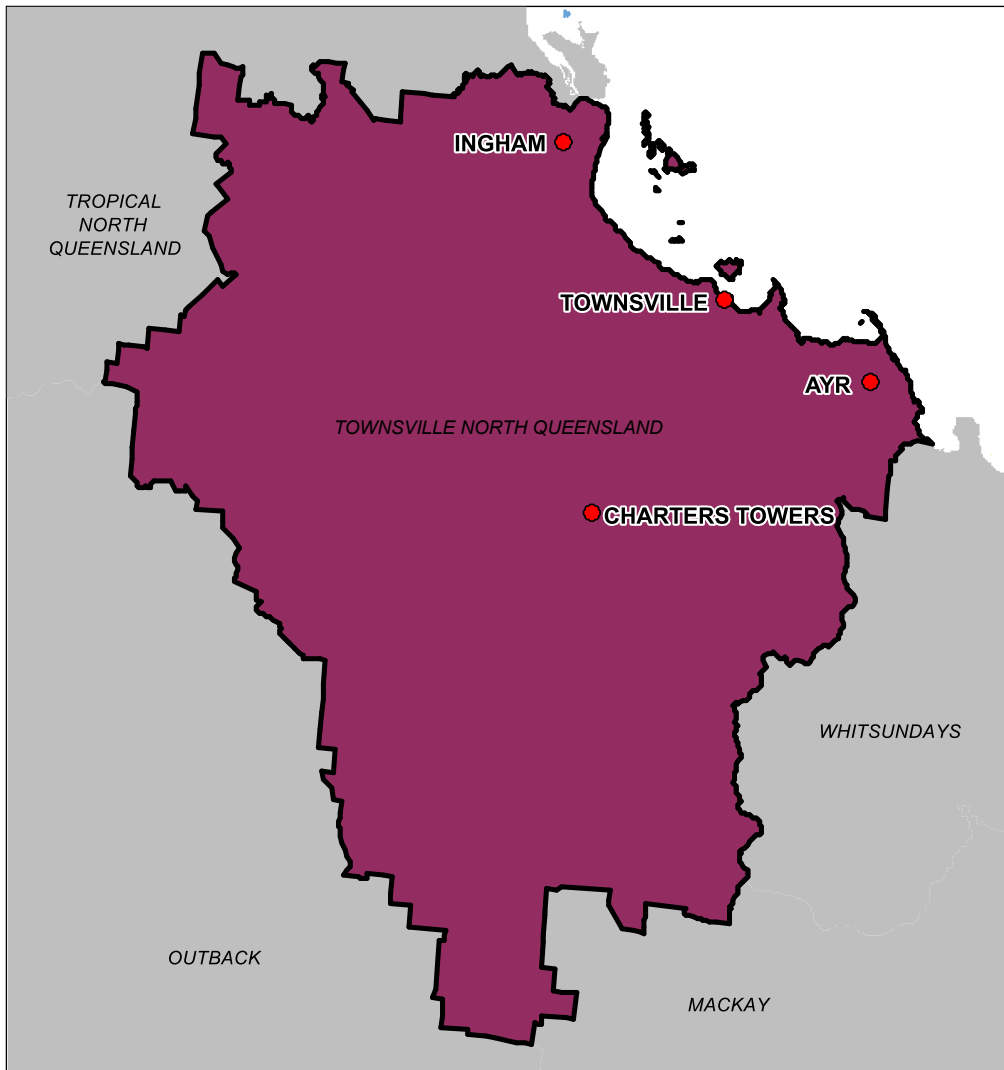 INGHAM
TROPICAL
NORTH
QUEENSLAND
TOWNSVILLE
AYR
TOWNSVILLE NORTH QUEENSLAND
CHARTERS TOWERS
WHITSUNDAYS
OUTBACK
MACKAY